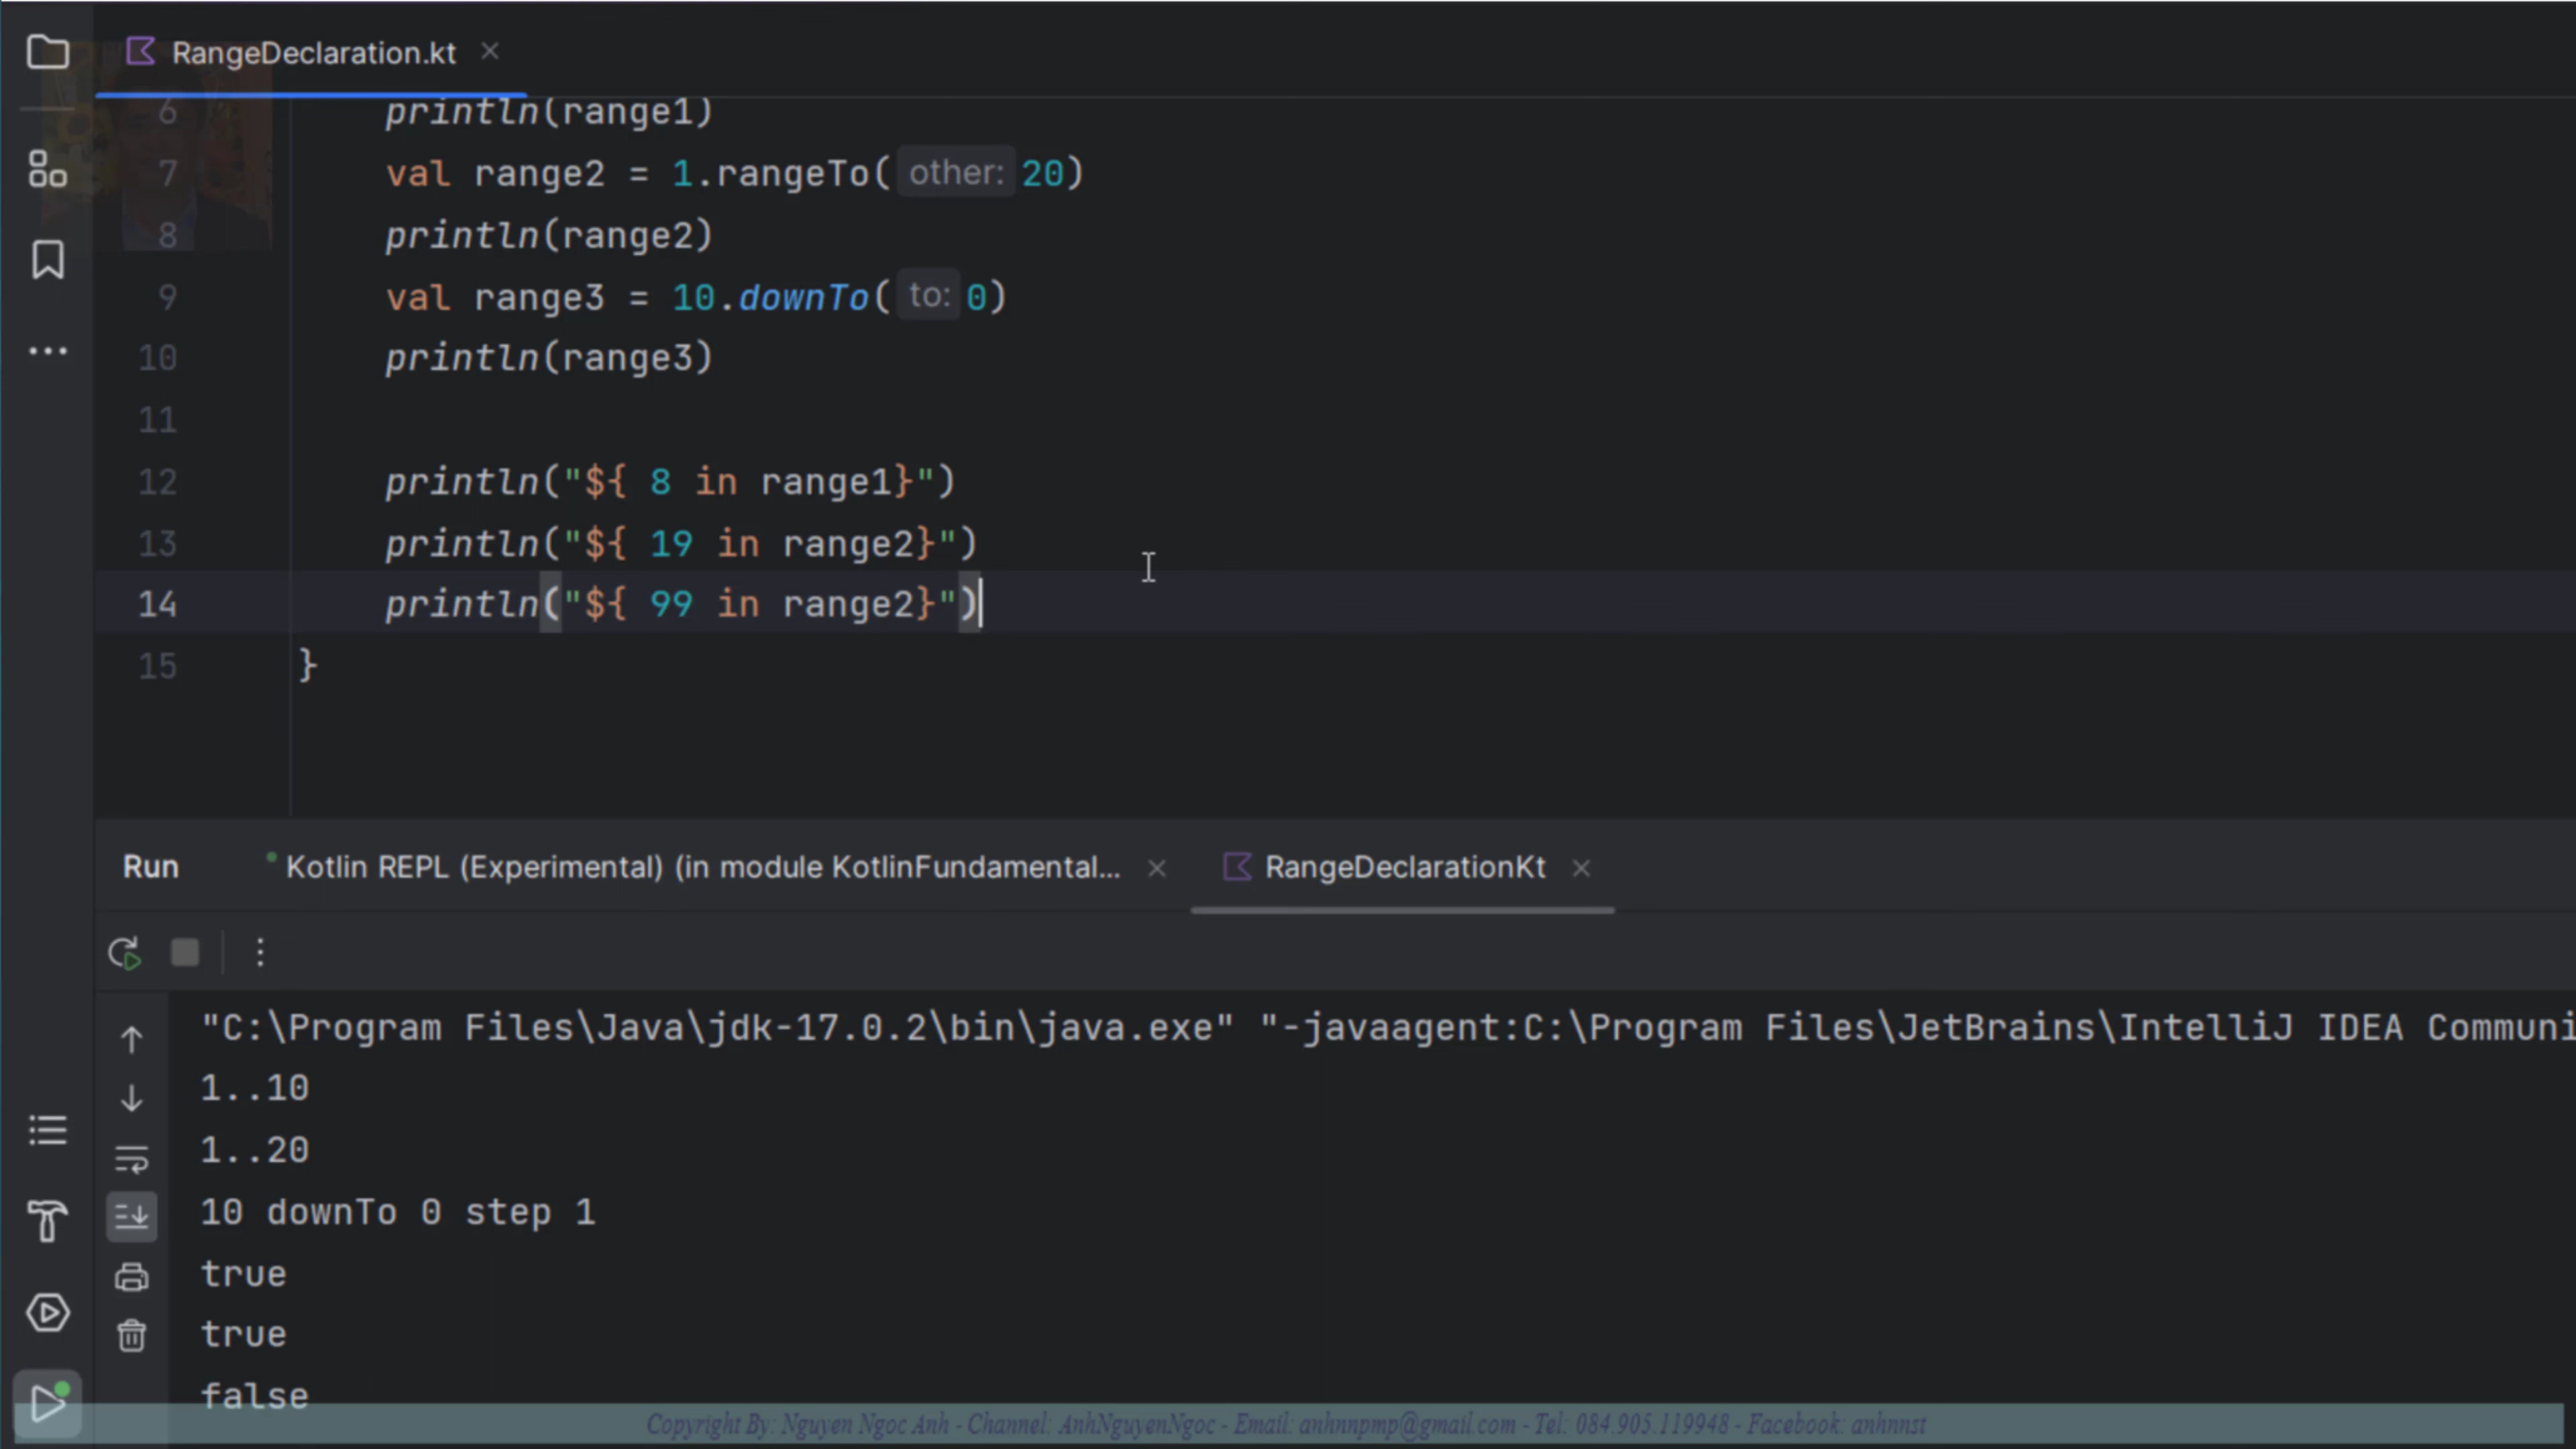 RangeDeclaration.kt
6 println(range1)
7 val range2 = 1.rangeTo( other: 20)
8 println(range2)
9 val range3 = 10.downTo( to: 0)
10 println(range3)
11
12 println("${ 8 in range1}")
13 println("${ 19 in range2}")
14 println("${ 99 in range2}")
15 }
Run Kotlin REPL (Experimental) (in module KotlinFundamental... RangeDeclarationKt
"C:\Program Files\Java\jdk-17.0.2\bin\java.exe" "-javaagent:C:\Program Files\JetBrains\IntelliJ IDEA Communi
1..10
1..20
10 downTo 0 step 1
true
true
false
Copyright By: Nguyen Ngoc Anh - Channel: AnhNguyenNgoc - Email: anhnnpmp@gmail.com - Tel: 084.905.119948 - Facebook: anhnnst